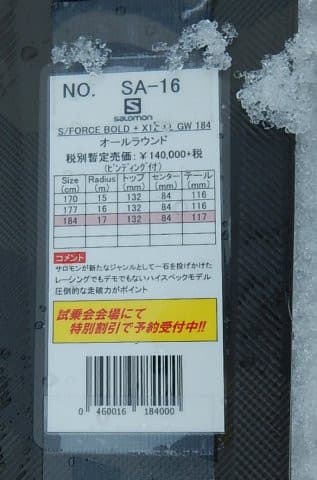 NO. SA-16
S
salomon
S/FORCE BOLD + X12 GW 184
オールラウンド
税別暫定売価:￥140,000+税
(ビンディング付)
Size Radius トップ センター テール
(cm) (m) (mm) (mm) (mm)
170 15 132 84 116
177 16 132 84 116
184 17 132 84 117
コメント
サロモンが新たなジャンルとして一石を投げかけた
レーシングでもデモでもないハイスペックモデル
圧倒的な走破力がポイント
試乗会会場にて
特別割引で予約受付中!!
0 460016 184000